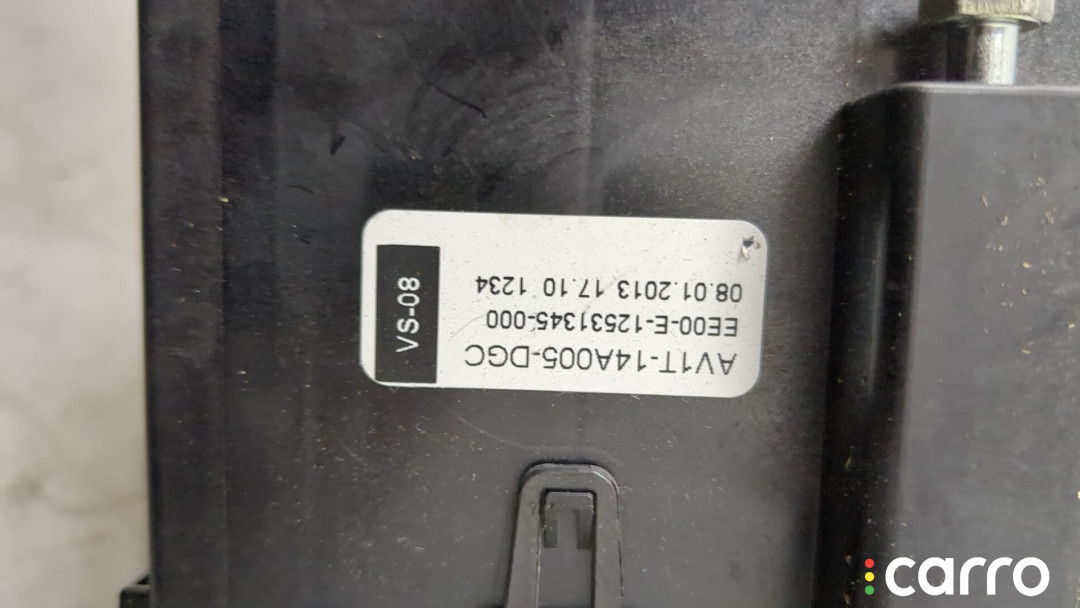 AV1T-14A005-DGC
EE00-E-12531345-000
08.01.2013 17.10 1234
VS-08
carro